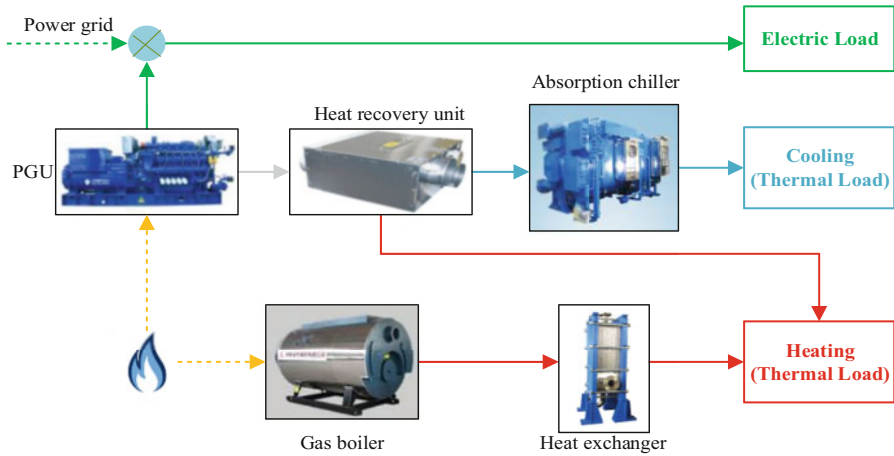 Power grid
Electric Load
Absorption chiller
Heat recovery unit
PGU
Cooling
(Thermal Load)
Heating
(Thermal Load)
Gas boiler
Heat exchanger